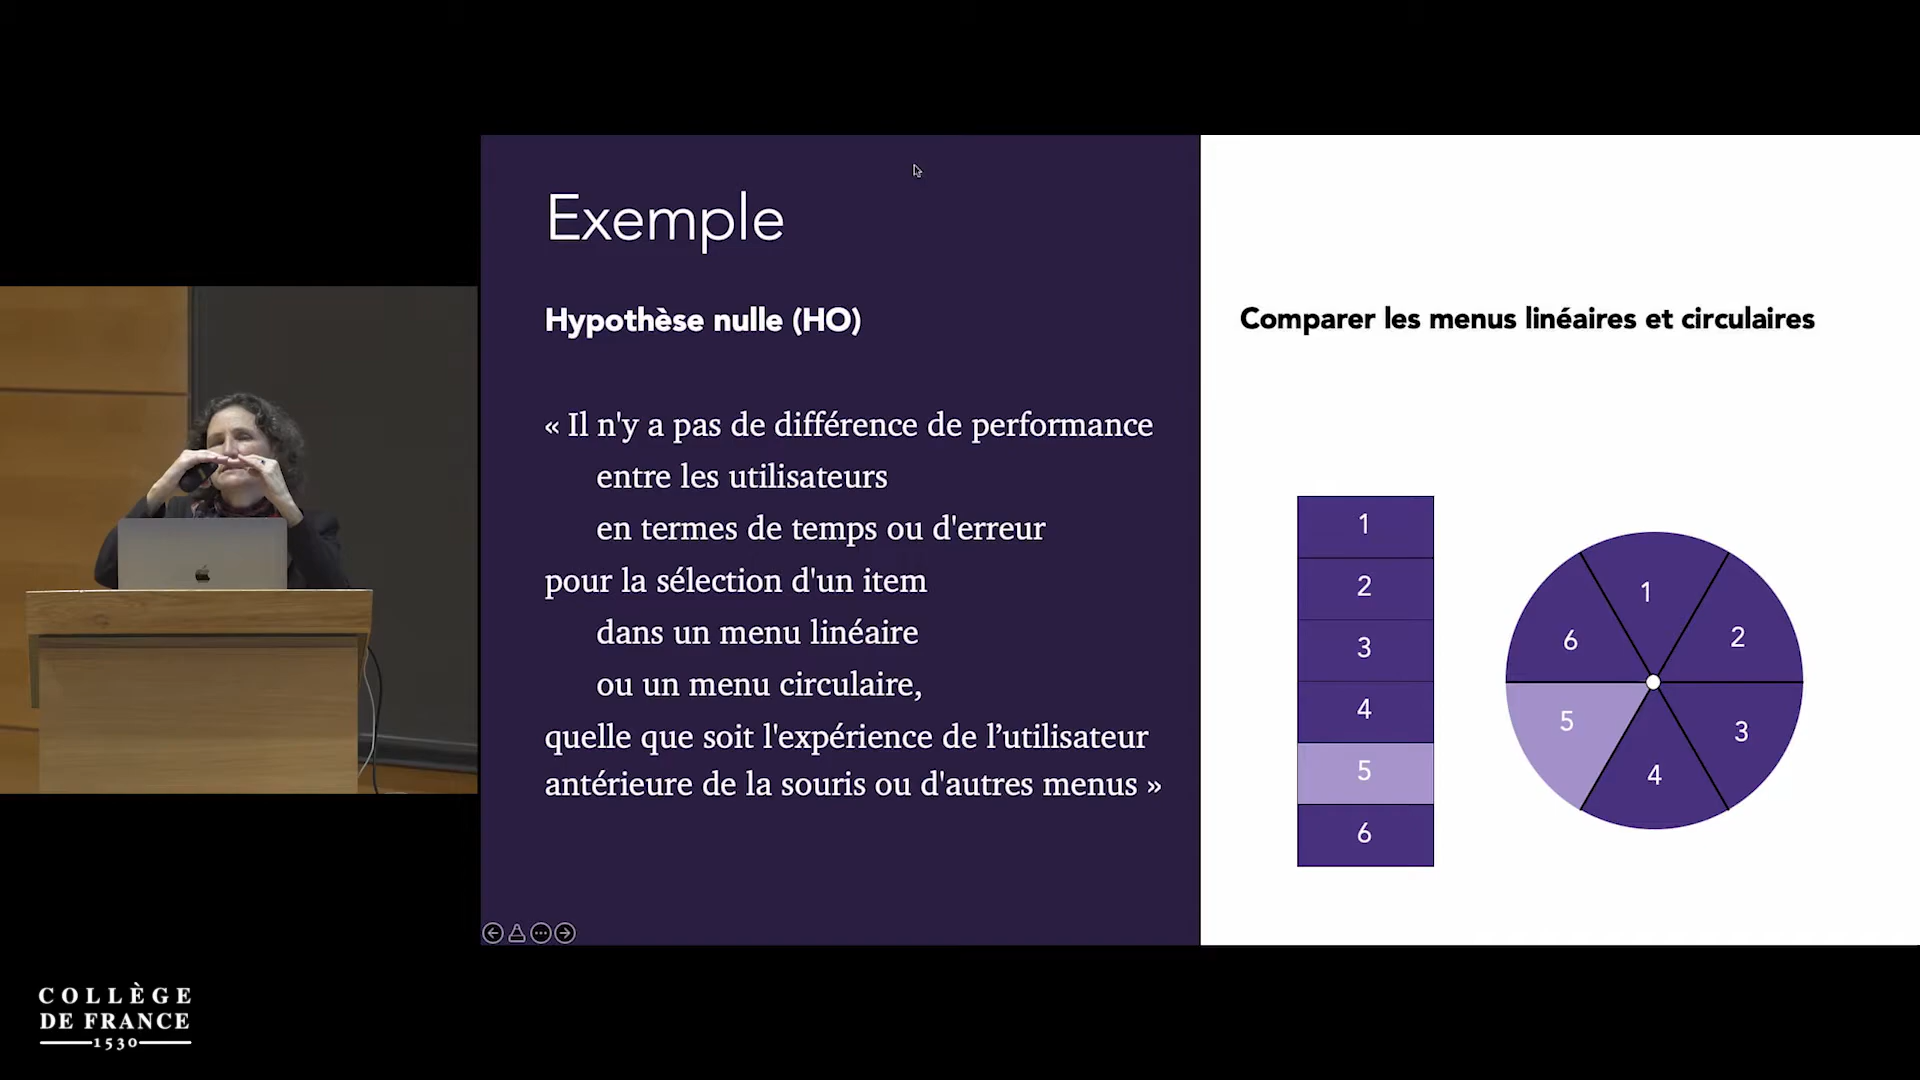 Exemple
Hypothèse nulle (HO)
« Il n'y a pas de différence de performance
entre les utilisateurs
en termes de temps ou d'erreur
pour la sélection d'un item
dans un menu linéaire
ou un menu circulaire,
quelle que soit l'expérience de l’utilisateur
antérieure de la souris ou d'autres menus »
Comparer les menus linéaires et circulaires
1
2
3
4
5
6
1
2
3
4
5
6
COLLÈGE
DE FRANCE
1530